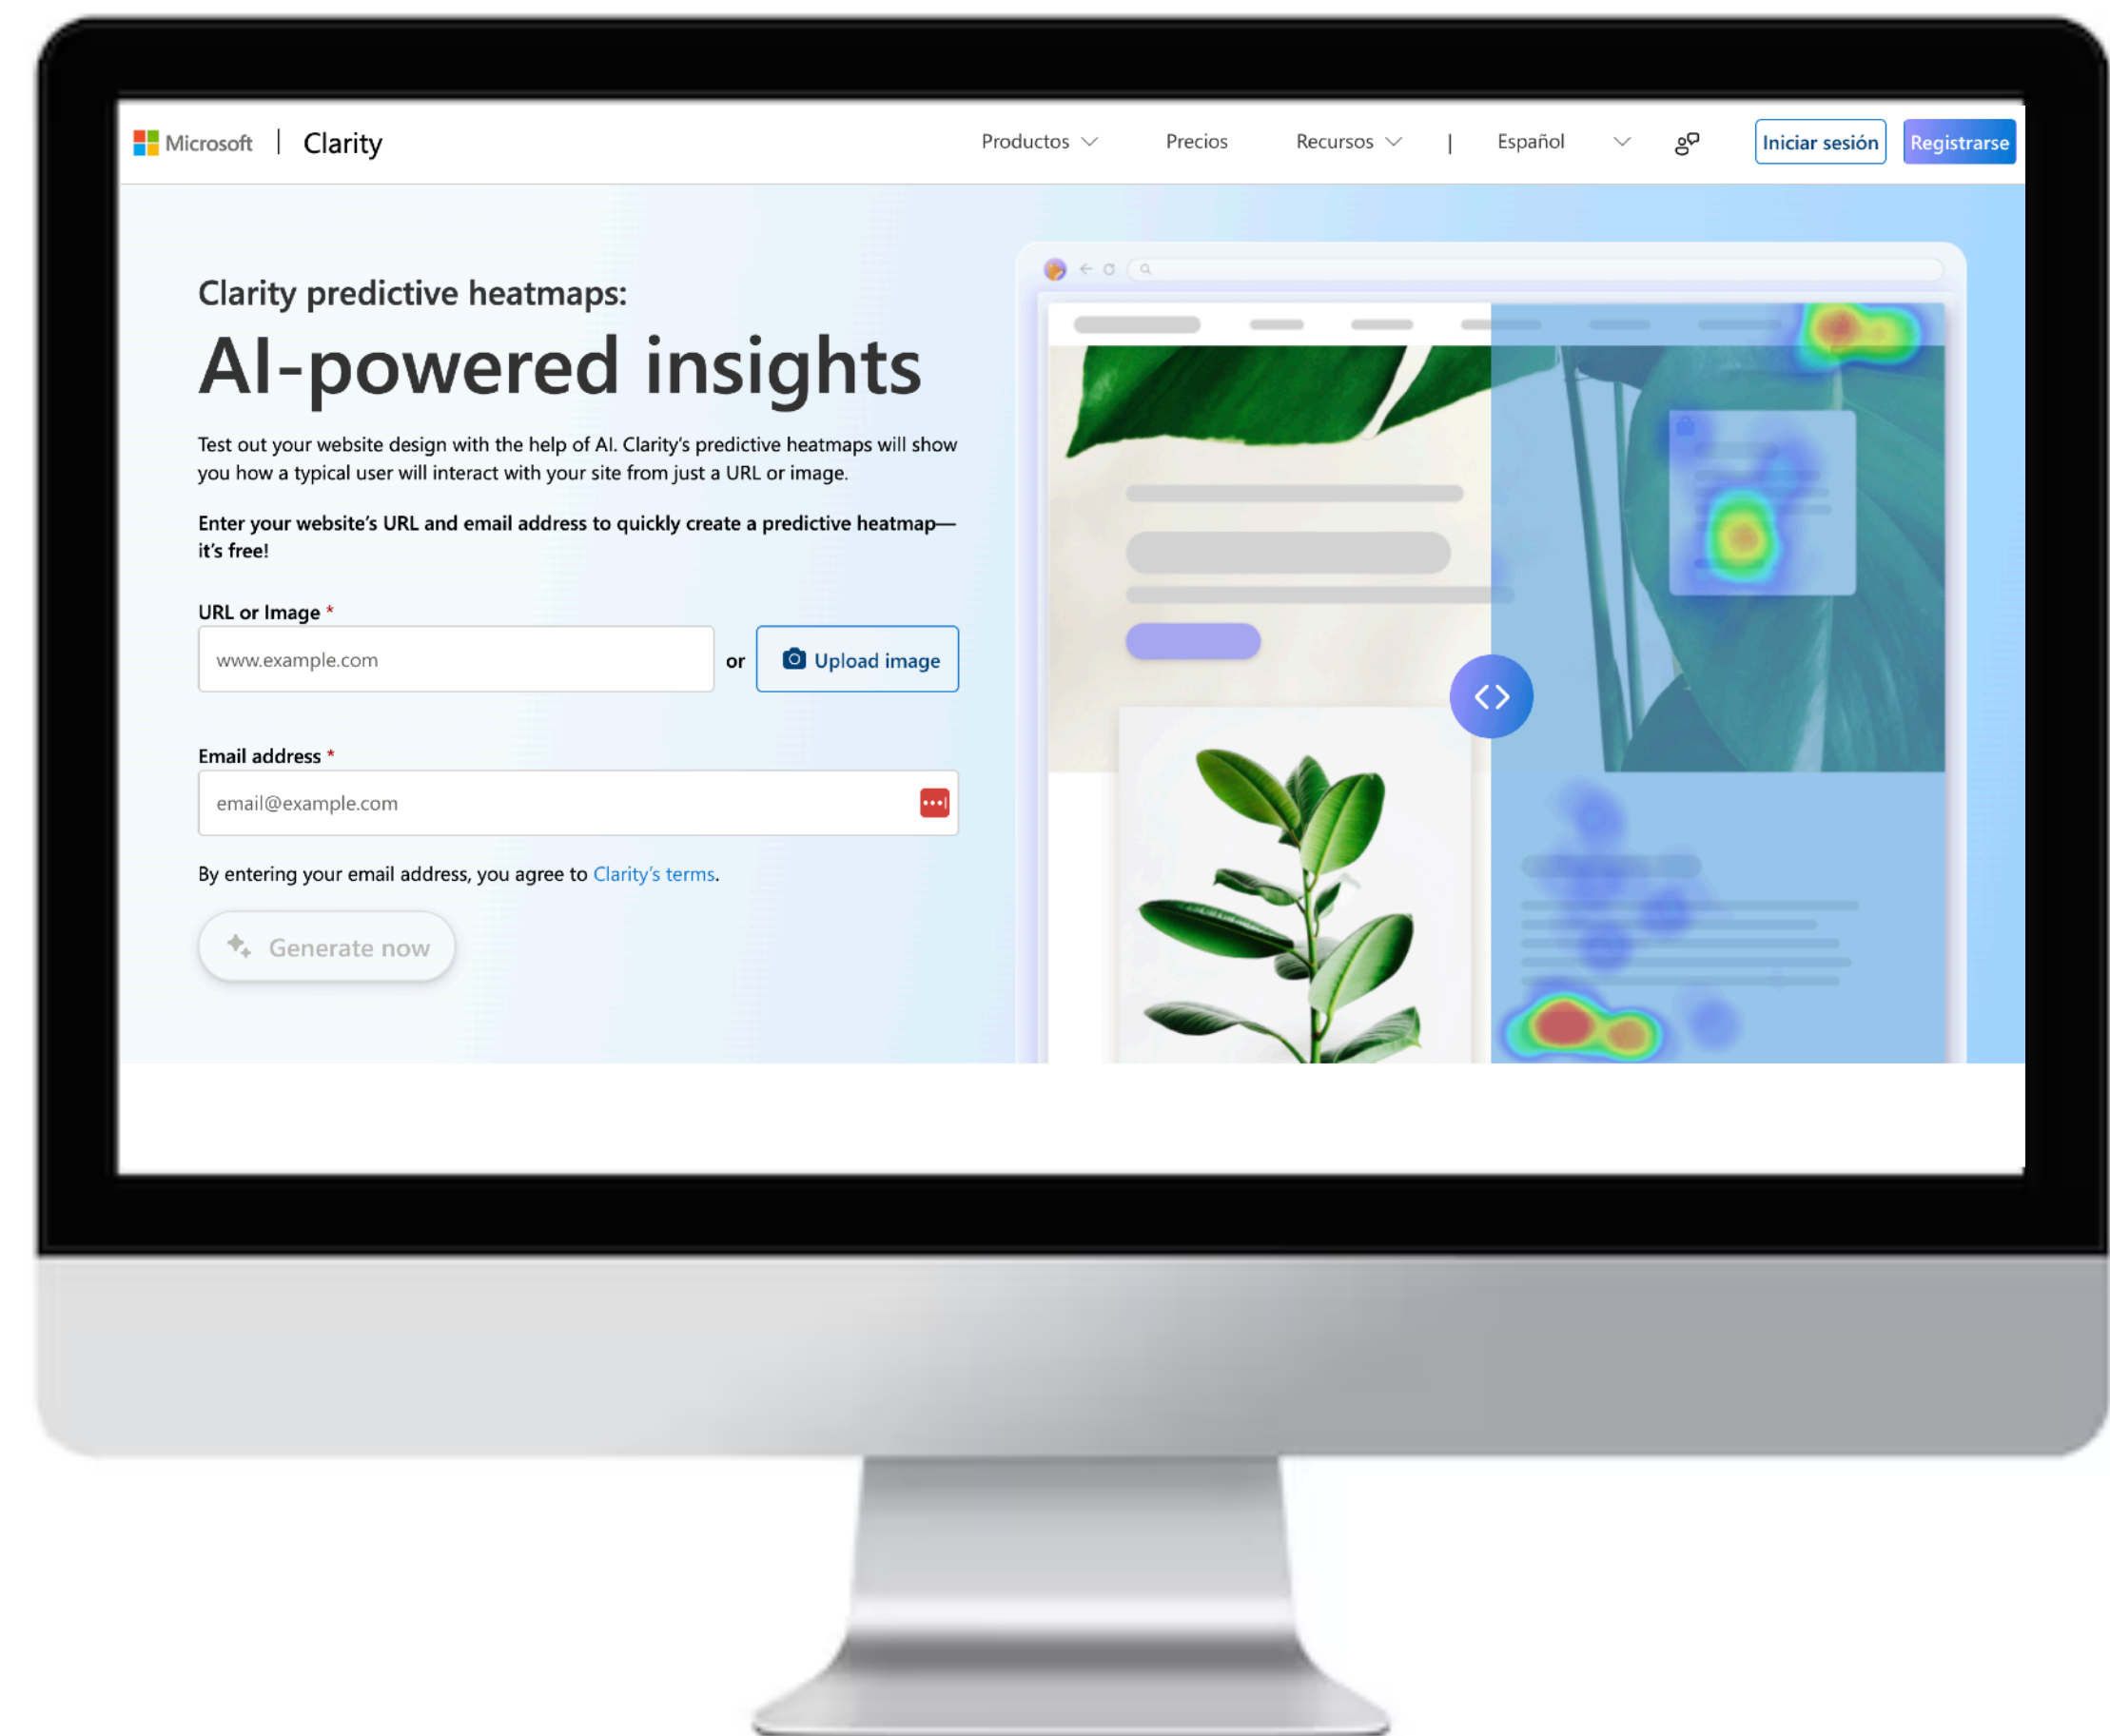 Microsoft | Clarity
Productos Precios Recursos | Español Iniciar sesión Registrarse
Clarity predictive heatmaps:
AI-powered insights
Test out your website design with the help of AI. Clarity's predictive heatmaps will show
you how a typical user will interact with your site from just a URL or image.
Enter your website's URL and email address to quickly create a predictive heatmap—
it's free!
URL or Image *
www.example.com or Upload image
Email address *
email@example.com
By entering your email address, you agree to Clarity's terms.
Generate now